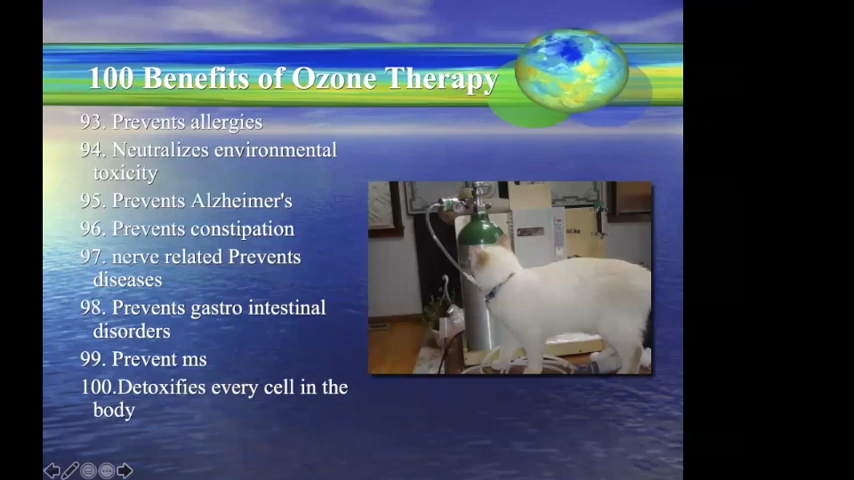 100 Benefits of Ozone Therapy
93. Prevents allergies
94. Neutralizes environmental
toxicity
95. Prevents Alzheimer's
96. Prevents constipation
97. nerve related Prevents
diseases
98. Prevents gastro intestinal
disorders
99. Prevent ms
100.Detoxifies every cell in the
body